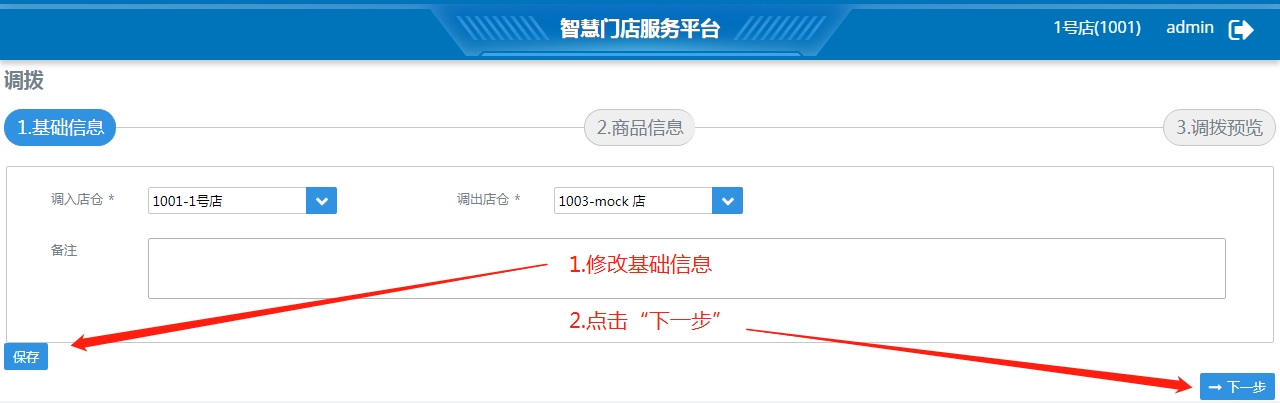 智慧门店服务平台
1号店(1001) admin
调拨
1.基础信息 2.商品信息 3.调拨预览
调入店仓 * 1001-1号店 调出店仓 * 1003-mock 店
备注
1.修改基础信息
2.点击“下一步”
保存
下一步